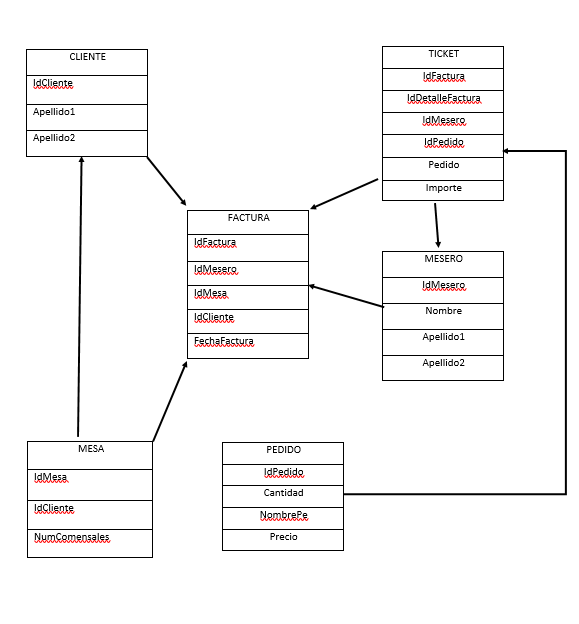 CLIENTE
IdCliente
Apellido1
Apellido2
TICKET
IdFactura
IdDetalleFactura
IdMesero
IdPedido
Pedido
Importe
FACTURA
IdFactura
IdMesero
IdMesa
IdCliente
FechaFactura
MESERO
IdMesero
Nombre
Apellido1
Apellido2
MESA
IdMesa
IdCliente
NumComensales
PEDIDO
IdPedido
Cantidad
NombrePe
Precio